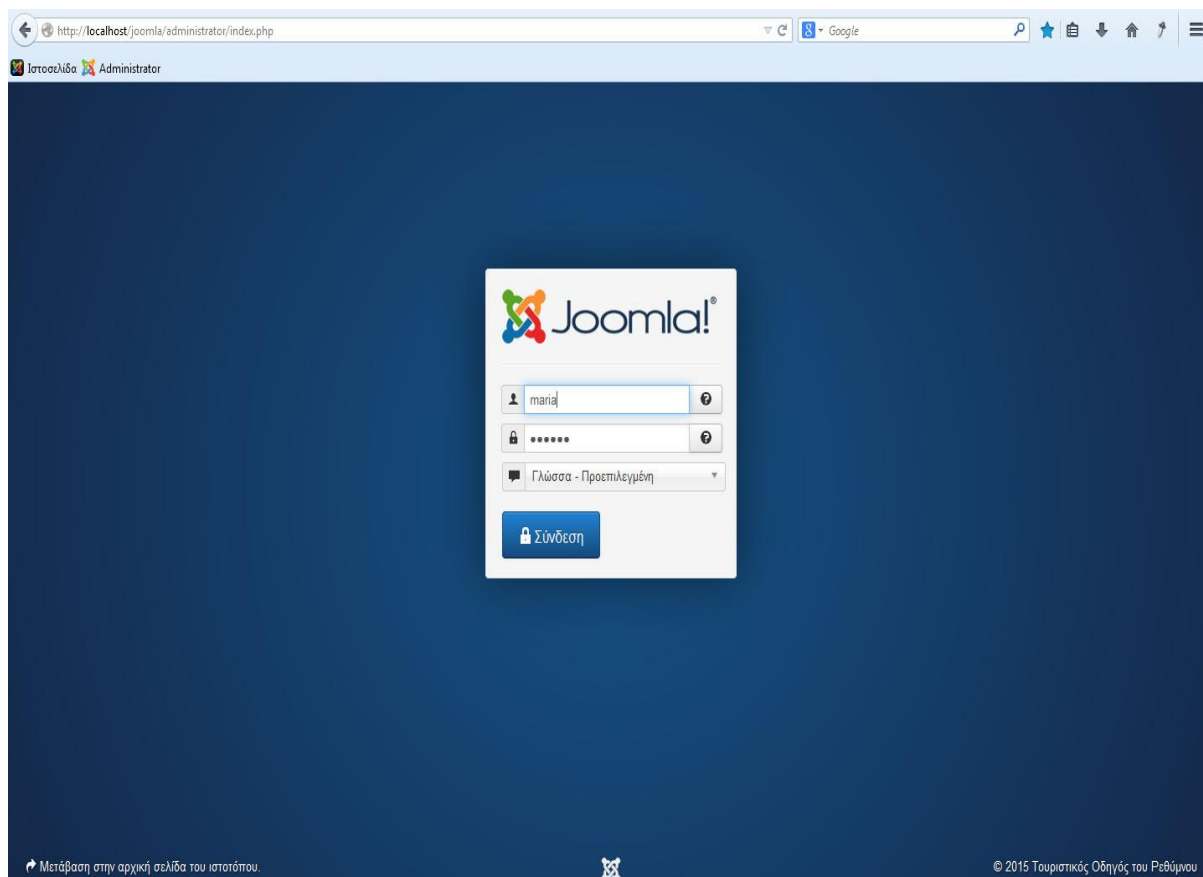 http://localhost/joomla/administrator/index.php
8 Google
Ιστοσελίδα Administrator
Joomla!®
maria
••••••
Γλώσσα - Προεπιλεγμένη
Σύνδεση
Μετάβαση στην αρχική σελίδα του ιστοτόπου.
© 2015 Τουριστικός Οδηγός του Ρεθύμνου